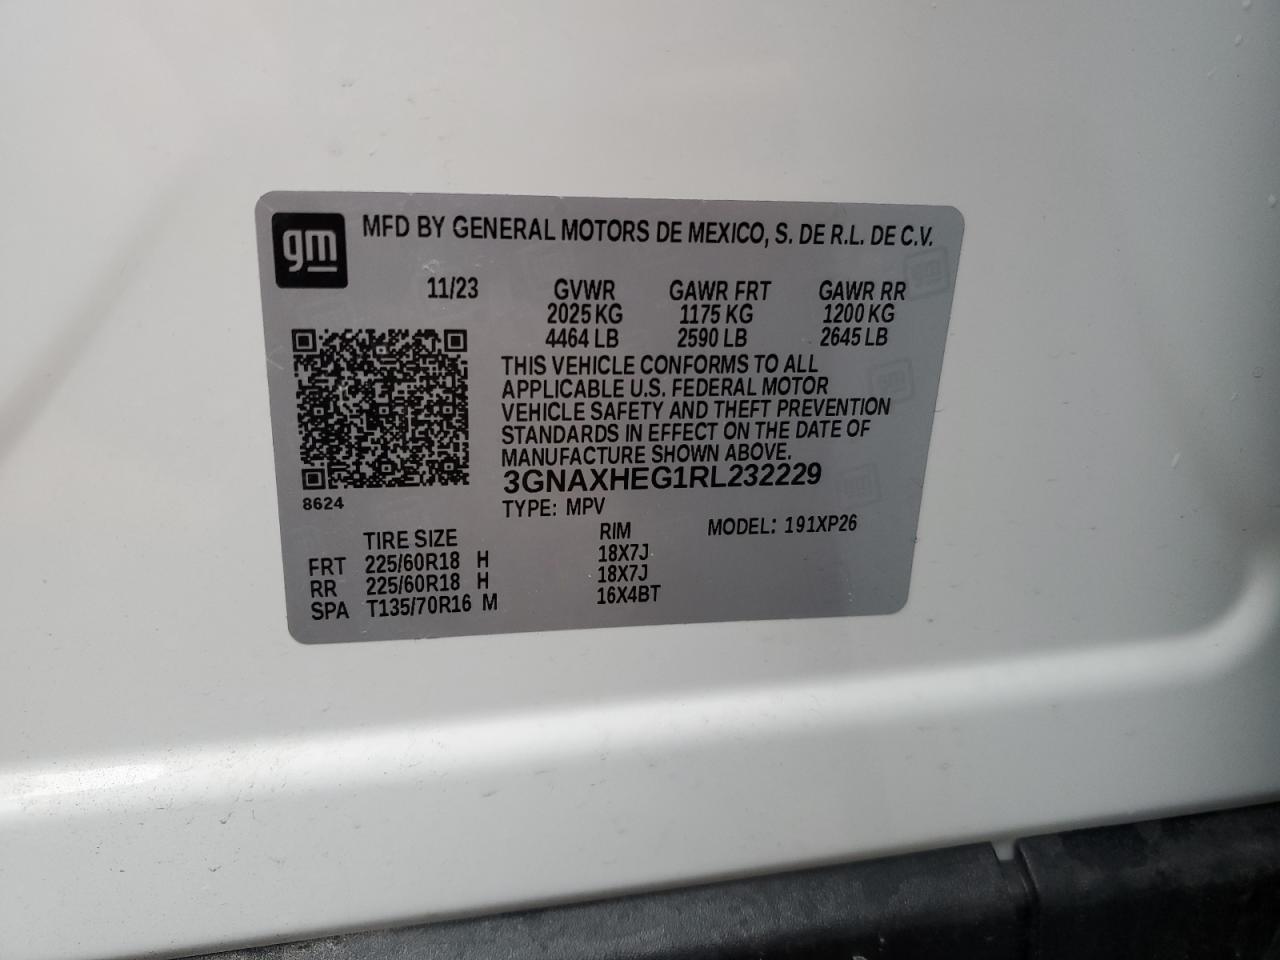 gm
MFD BY GENERAL MOTORS DE MEXICO, S. DE R.L. DE C.V.
11/23 GVWR GAWR FRT GAWR RR
2025 KG 1175 KG 1200 KG
4464 LB 2590 LB 2645 LB
THIS VEHICLE CONFORMS TO ALL
APPLICABLE U.S. FEDERAL MOTOR
VEHICLE SAFETY AND THEFT PREVENTION
STANDARDS IN EFFECT ON THE DATE OF
MANUFACTURE SHOWN ABOVE.
3GNAXHEG1RL232229
8624
TYPE: MPV MODEL: 191XP26
TIRE SIZE RIM
FRT 225/60R18 H 18X7J
RR 225/60R18 H 18X7J
SPA T135/70R16 M 16X4BT